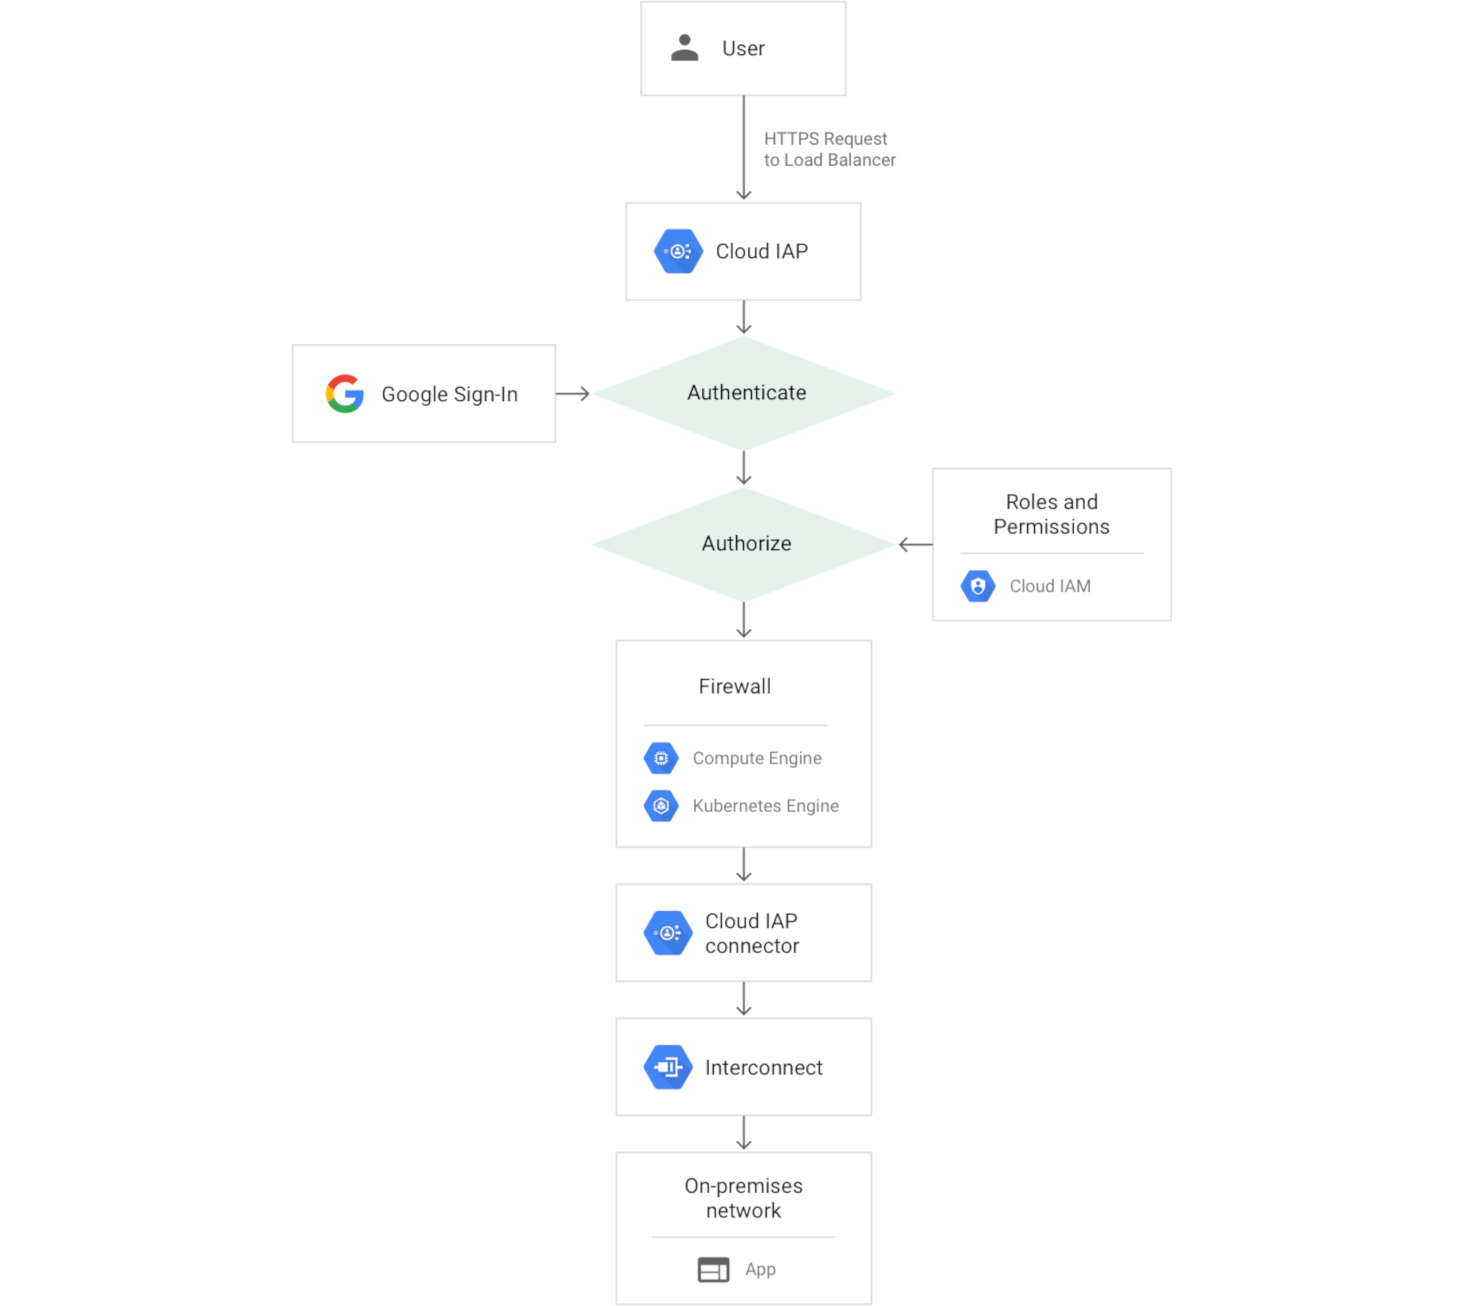 User
HTTPS Request
to Load Balancer
Cloud IAP
Google Sign-In
Authenticate
Authorize
Roles and
Permissions
Cloud IAM
Firewall
Compute Engine
Kubernetes Engine
Cloud IAP
connector
Interconnect
On-premises
network
App